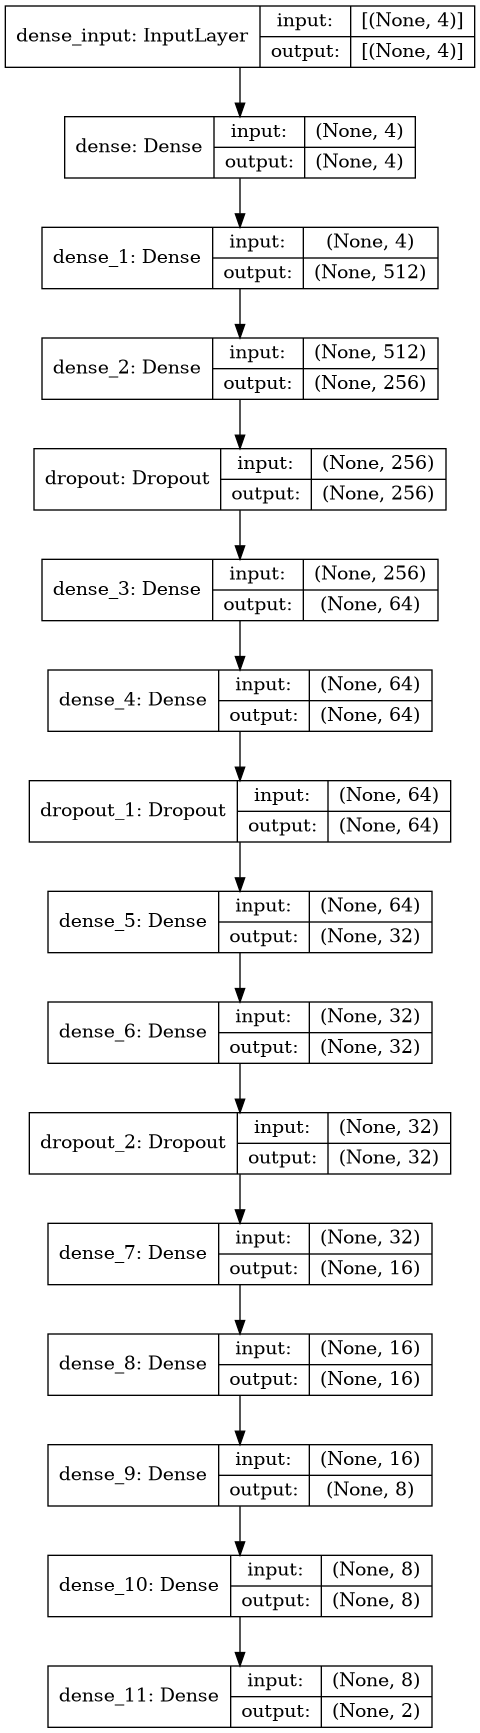 dense_input: InputLayer input: [(None, 4)]
output: [(None, 4)]
dense: Dense input: (None, 4)
output: (None, 4)
dense_1: Dense input: (None, 4)
output: (None, 512)
dense_2: Dense input: (None, 512)
output: (None, 256)
dropout: Dropout input: (None, 256)
output: (None, 256)
dense_3: Dense input: (None, 256)
output: (None, 64)
dense_4: Dense input: (None, 64)
output: (None, 64)
dropout_1: Dropout input: (None, 64)
output: (None, 64)
dense_5: Dense input: (None, 64)
output: (None, 32)
dense_6: Dense input: (None, 32)
output: (None, 32)
dropout_2: Dropout input: (None, 32)
output: (None, 32)
dense_7: Dense input: (None, 32)
output: (None, 16)
dense_8: Dense input: (None, 16)
output: (None, 16)
dense_9: Dense input: (None, 16)
output: (None, 8)
dense_10: Dense input: (None, 8)
output: (None, 8)
dense_11: Dense input: (None, 8)
output: (None, 2)